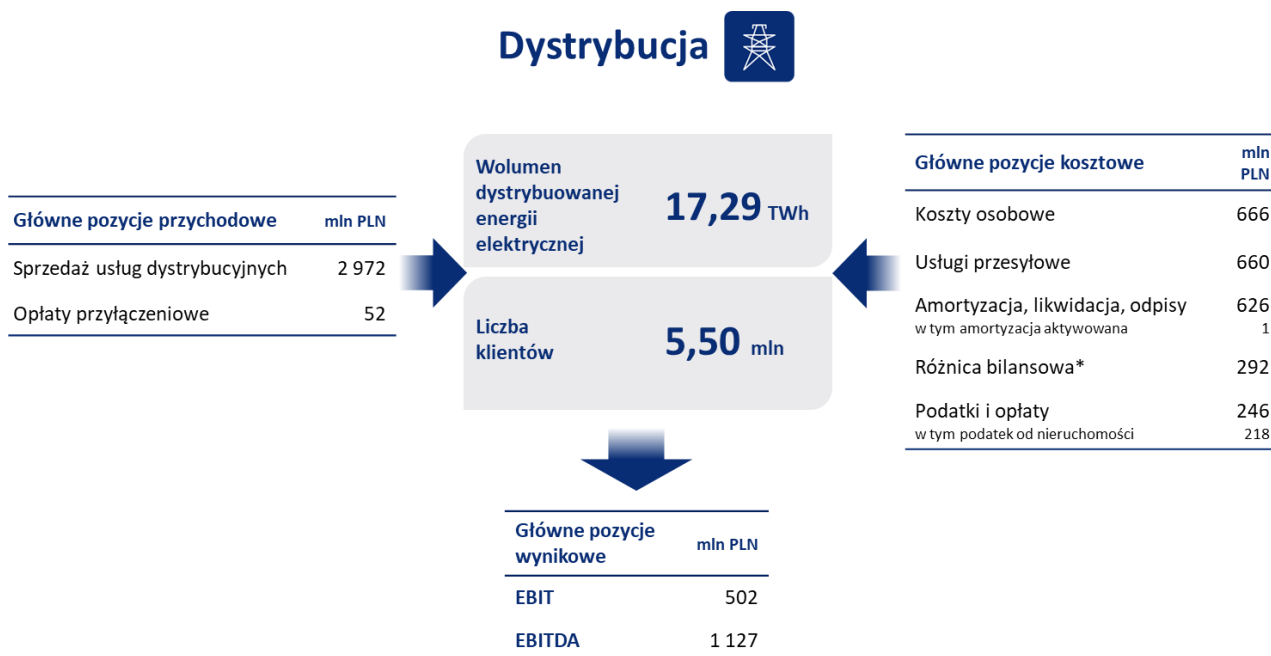 Dystrybucja
Główne pozycje przychodowe mln PLN
Sprzedaż usług dystrybucyjnych 2 972
Opłaty przyłączeniowe 52
Wolumen
dystrybuowanej
energii
elektrycznej
17,29 TWh
Liczba
klientów
5,50 mln
Główne pozycje kosztowe mln
PLN
Koszty osobowe 666
Usługi przesyłowe 660
Amortyzacja, likwidacja, odpisy 626
w tym amortyzacja aktywowana 1
Różnica bilansowa* 292
Podatki i opłaty 246
w tym podatek od nieruchomości 218
Główne pozycje
wynikowe
mln PLN
EBIT 502
EBITDA 1 127